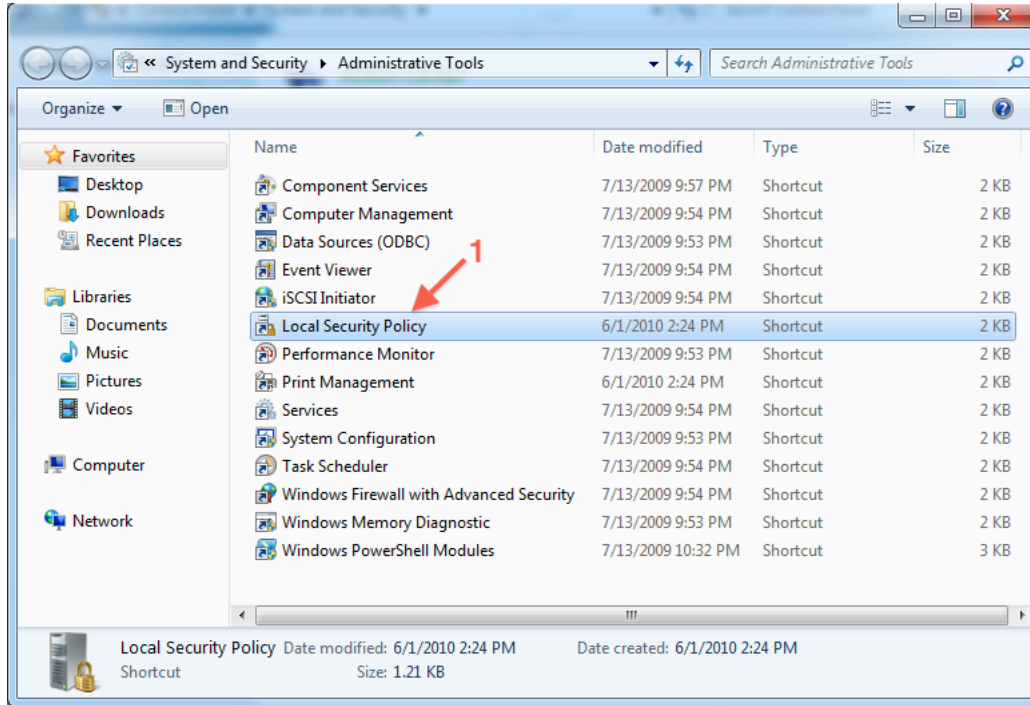 « System and Security ▸ Administrative Tools Search Administrative Tools
Organize Open
Name Date modified Type Size
Favorites
Desktop
Downloads
Recent Places
Libraries
Documents
Music
Pictures
Videos
Computer
Network
Component Services 7/13/2009 9:57 PM Shortcut 2 KB
Computer Management 7/13/2009 9:54 PM Shortcut 2 KB
Data Sources (ODBC) 7/13/2009 9:53 PM Shortcut 2 KB
1
Event Viewer 7/13/2009 9:54 PM Shortcut 2 KB
iSCSI Initiator 7/13/2009 9:54 PM Shortcut 2 KB
Local Security Policy 6/1/2010 2:24 PM Shortcut 2 KB
Performance Monitor 7/13/2009 9:53 PM Shortcut 2 KB
Print Management 6/1/2010 2:24 PM Shortcut 2 KB
Services 7/13/2009 9:54 PM Shortcut 2 KB
System Configuration 7/13/2009 9:53 PM Shortcut 2 KB
Task Scheduler 7/13/2009 9:54 PM Shortcut 2 KB
Windows Firewall with Advanced Security 7/13/2009 9:54 PM Shortcut 2 KB
Windows Memory Diagnostic 7/13/2009 9:53 PM Shortcut 2 KB
Windows PowerShell Modules 7/13/2009 10:32 PM Shortcut 3 KB
Local Security Policy Date modified: 6/1/2010 2:24 PM Date created: 6/1/2010 2:24 PM
Shortcut Size: 1.21 KB